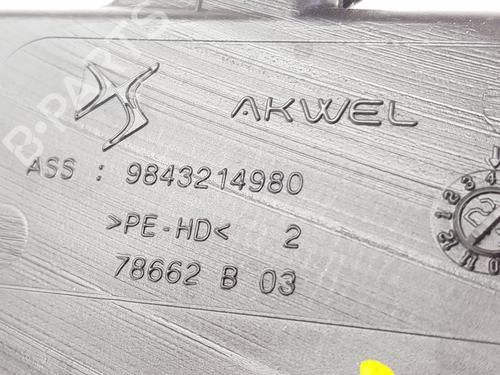 AKWEL
ASS : 9843214980
>PE-HD< 2
78662 B 03
B-PARTS